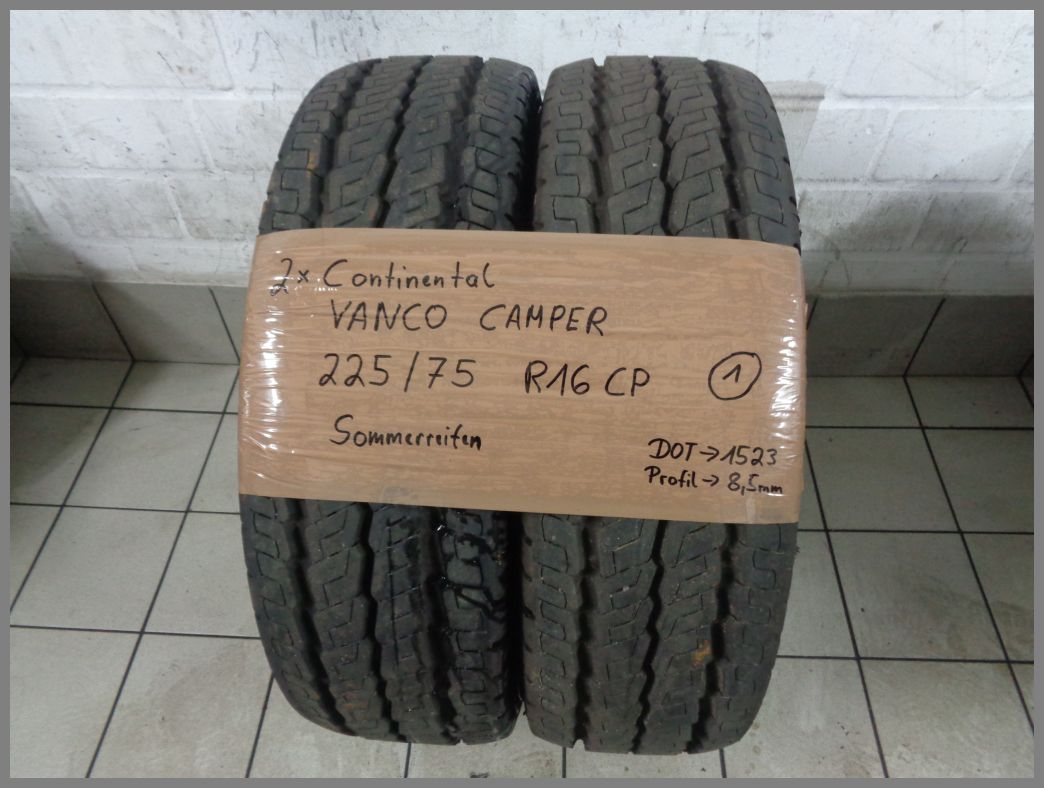 2x Continental
VANCO CAMPER
225/75 R16 CP 1
Sommerreifen
DOT→1523
Profil→8,5mm